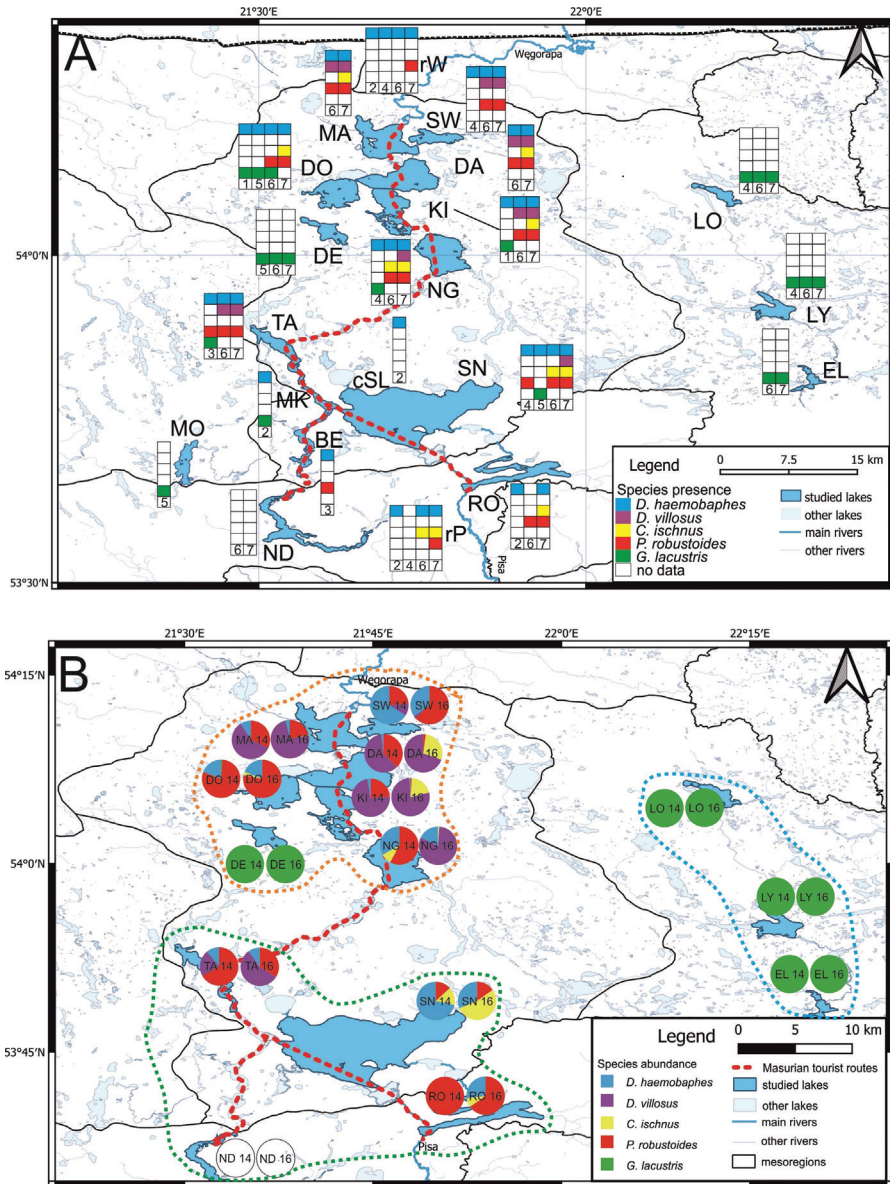 21°30' 22°0'
A
Węgorapa
rW
2 4 6 7
6 7
MA
SW
4 6 7
DO
1 5 6 7
DA
6 7
LO
4 6 7
KI
1 6 7
54°0'
DE
5 6 7
NG
4 6 7
LY
4 6 7
TA
3 6 7
cSL
2
SN
4 5 6 7
EL
6 7
MK
2
MO
5
BE
3
ND
6 7
rP
2 4 6 7
RO
2 6 7
Pisa
53°30'
0 7.5 15 km
Legend
Species presence
D. haemobaphes
D. villosus
C. ischnus
P. robustoides
G. lacustris
no data
studied lakes
other lakes
main rivers
other rivers
21°30'E 21°45'E 22°0'E 22°15'E
54°15'N
B
Węgorapa
SW 14 SW 16
MA 14 MA 16
DA 14 DA 16
DO 14 DO 16
KI 14 KI 16
LO 14 LO 16
NG 14 NG 16
54°0'N
DE 14 DE 16
LY 14 LY 16
TA 14 TA 16
EL 14 EL 16
SN 14 SN 16
53°45'N
RO 14 RO 16
Pisa
ND 14 ND 16
Legend
0 5 10 km
Species abundance
D. haemobaphes
D. villosus
C. ischnus
P. robustoides
G. lacustris
Masurian tourist routes
studied lakes
other lakes
main rivers
other rivers
mesoregions